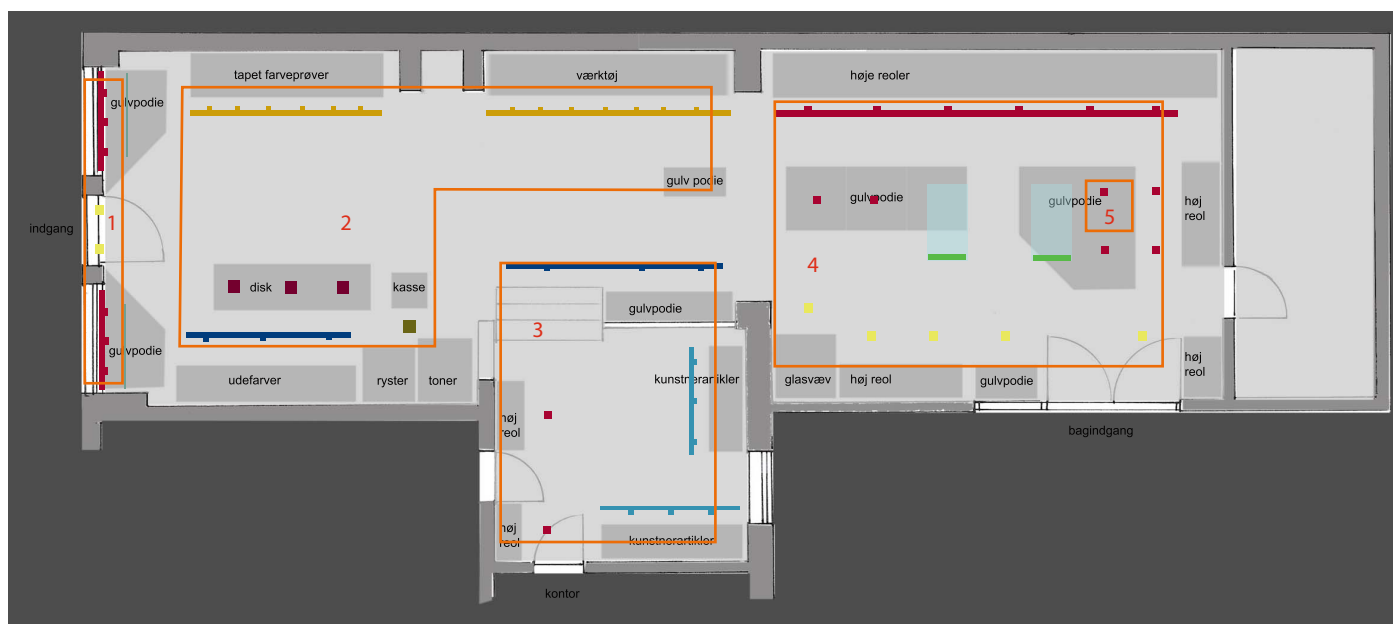 tapet farveprøver
værktøj
høje reoler
gulvpodie
gulv podie
gulvpodie
gulvpodie
høj
reol
indgang
1
2
5
4
disk
kasse
gulvpodie
3
gulvpodie
udefarver
ryster
toner
kunstnerartikler
glasvæv
høj reol
gulvpodie
høj
reol
høj
reol
bagindgang
høj
reol
kunstnerartikler
kontor